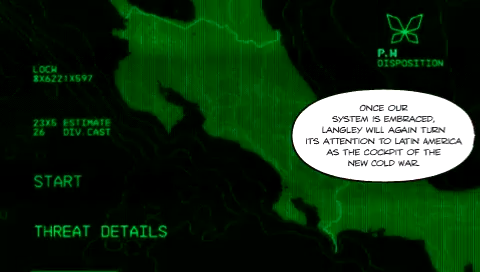 LOCW
8X6221X597
P.W
DISPOSITION
23X5 ESTIMATE
26 DIV.CAST
START
THREAT DETAILS
ONCE OUR
SYSTEM IS EMBRACED,
LANGLEY WILL AGAIN TURN
ITS ATTENTION TO LATIN AMERICA
AS THE COCKPIT OF THE
NEW COLD WAR.